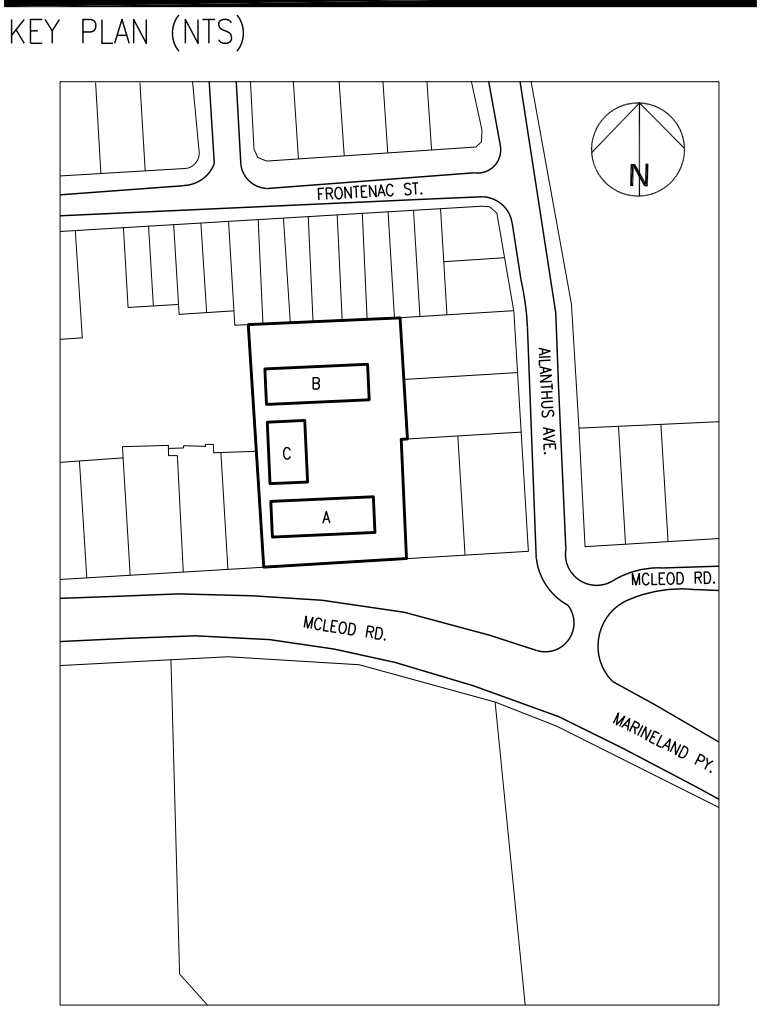 KEY PLAN (NTS)
N
FRONTENAC ST.
AILANTHUS AVE.
B
C
A
MCLEOD RD.
MCLEOD RD.
MARINELAND PY.